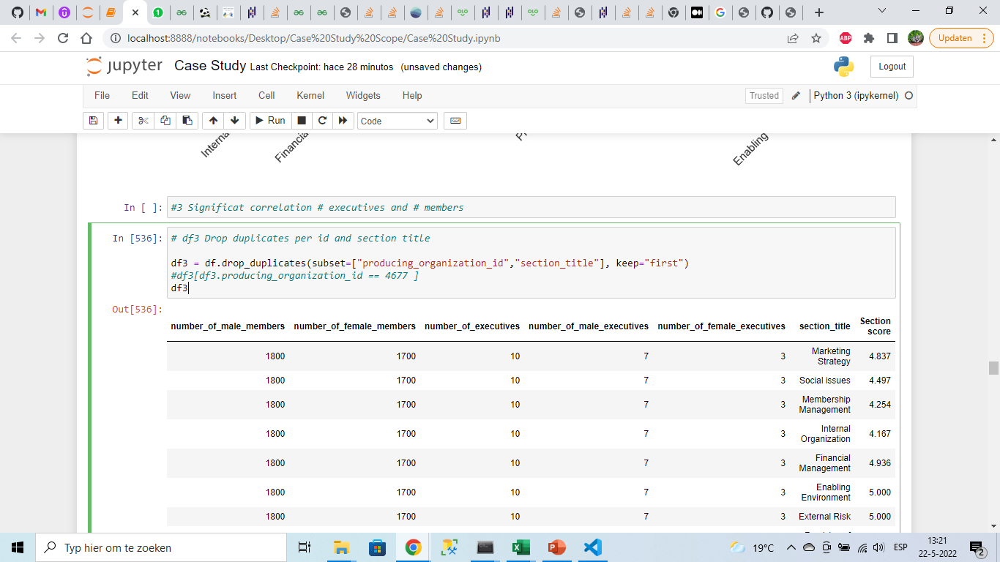 localhost:8888/notebooks/Desktop/Case%20Study%20Scope/Case%20Study.ipynb
ABP
Updaten
jupyter Case Study Last Checkpoint: hace 28 minutos (unsaved changes)
Logout
File Edit View Insert Cell Kernel Widgets Help
Trusted
Python 3 (ipykernel)
Run
Code
Interna
Financia
Enabling
In [ ]:
#3 Significat correlation # executives and # members
In [536]:
# df3 Drop duplicates per id and section title
df3 = df.drop_duplicates(subset=["producing_organization_id","section_title"], keep="first")
#df3[df3.producing_organization_id == 4677 ]
df3
Out[536]:
number_of_male_members number_of_female_members number_of_executives number_of_male_executives number_of_female_executives section_title Section
score
1800 1700 10 7 3 Marketing
Strategy 4.837
1800 1700 10 7 3 Social issues 4.497
1800 1700 10 7 3 Membership
Management 4.254
1800 1700 10 7 3 Internal
Organization 4.167
1800 1700 10 7 3 Financial
Management 4.936
1800 1700 10 7 3 Enabling
Environment 5.000
1800 1700 10 7 3 External Risk 5.000
Typ hier om te zoeken
19°C
ESP
13:21
22-5-2022
2